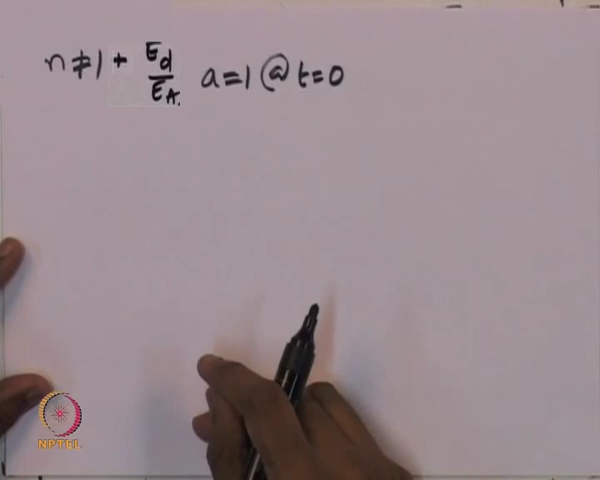 n ≠ 1 + Ed/EA. a=1 @ t=0
NPTEL